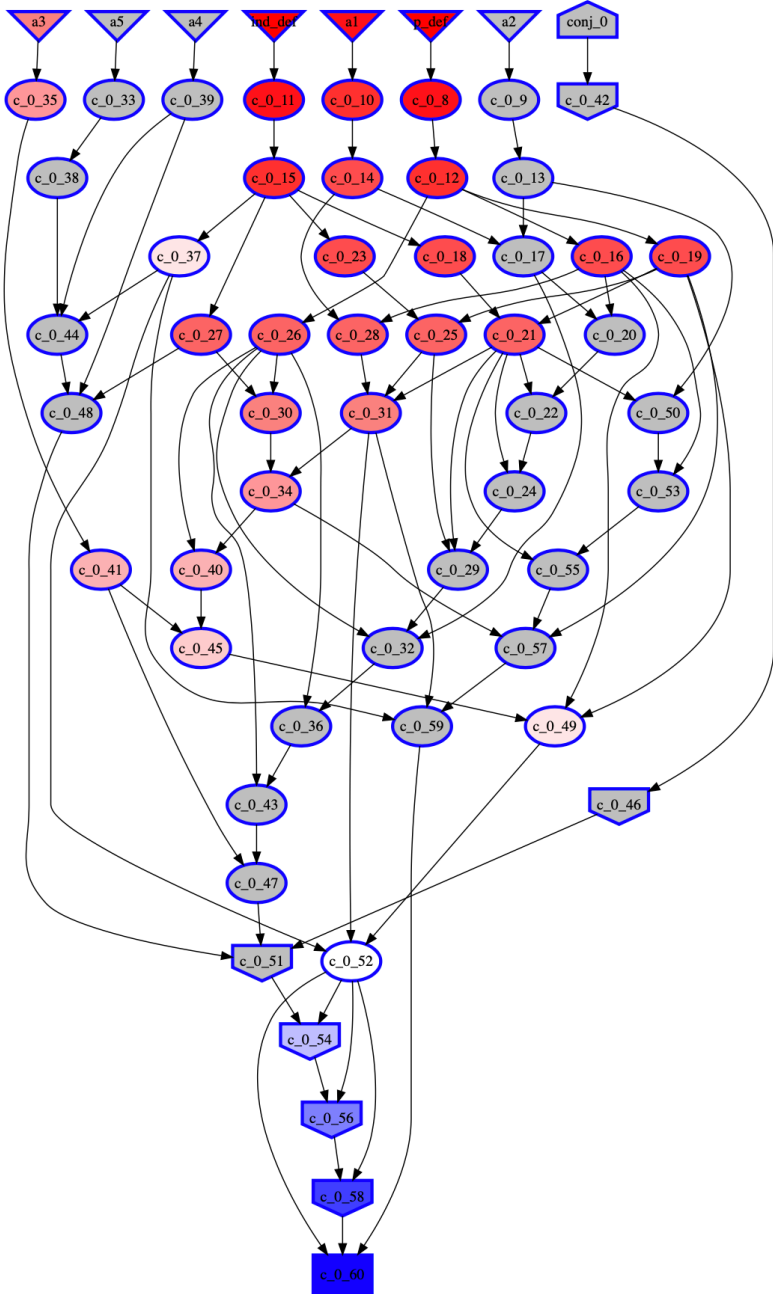 a3 a5 a4 ind_def a1 p_def a2 conj_0
c_0_35 c_0_33 c_0_39 c_0_11 c_0_10 c_0_8 c_0_9 c_0_42
c_0_38 c_0_15 c_0_14 c_0_12 c_0_13
c_0_37 c_0_23 c_0_18 c_0_17 c_0_16 c_0_19
c_0_44 c_0_27 c_0_26 c_0_28 c_0_25 c_0_21 c_0_20
c_0_48 c_0_30 c_0_31 c_0_22 c_0_50
c_0_34 c_0_24 c_0_53
c_0_41 c_0_40 c_0_29 c_0_55
c_0_45 c_0_32 c_0_57
c_0_36 c_0_59 c_0_49
c_0_43 c_0_46
c_0_47
c_0_51 c_0_52
c_0_54
c_0_56
c_0_58
c_0_60